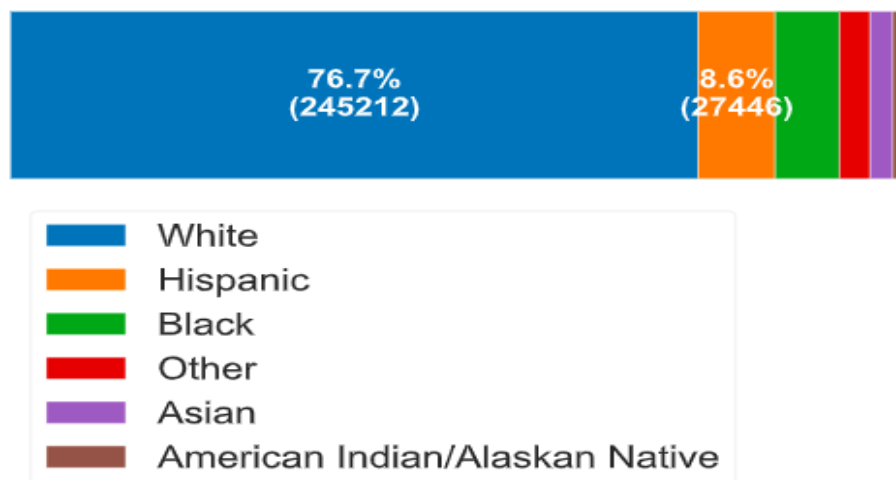 76.7%
(245212)
8.6%
(27446)
White
Hispanic
Black
Other
Asian
American Indian/Alaskan Native